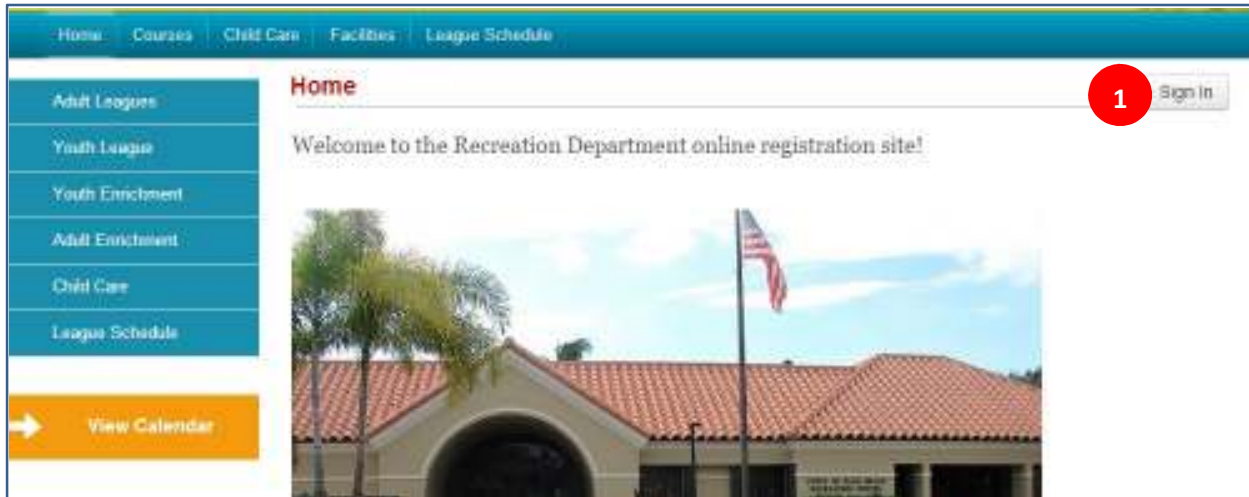 Home Courses Child Care Facilities League Schedule
Home
1
Sign In
Welcome to the Recreation Department online registration site!
Adult Leagues
Youth League
Youth Enrichment
Adult Enrichment
Child Care
League Schedule
View Calendar